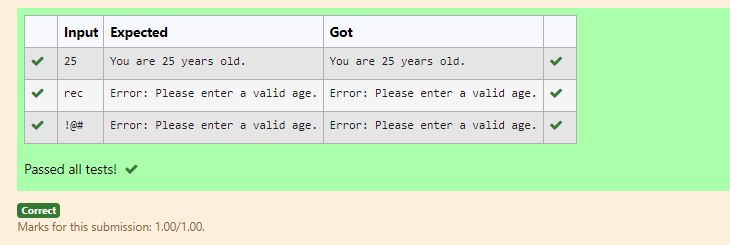 Input Expected Got
25 You are 25 years old. You are 25 years old.
rec Error: Please enter a valid age. Error: Please enter a valid age.
!@# Error: Please enter a valid age. Error: Please enter a valid age.
Passed all tests!
Correct
Marks for this submission: 1.00/1.00.